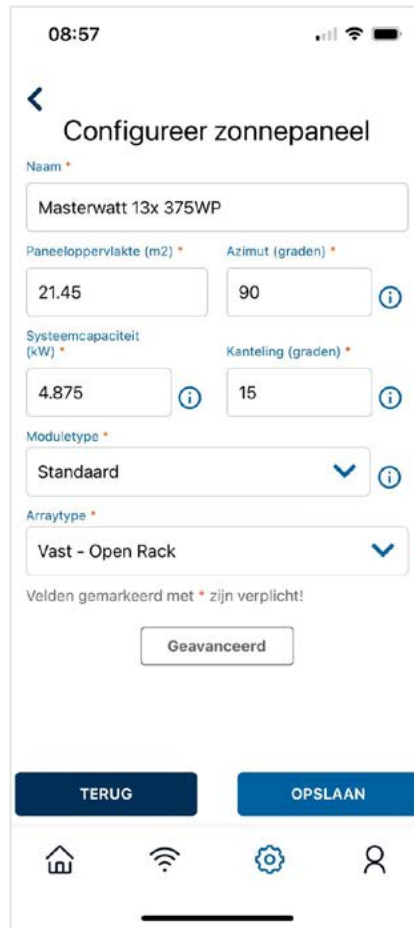 08:57
Configureer zonnepaneel
Naam *
Masterwatt 13x 375WP
Paneeloppervlakte (m2) * Azimut (graden) *
21.45 90
Systeemcapaciteit
(kW) * Kanteling (graden) *
4.875 15
Moduletype *
Standaard
Arraytype *
Vast - Open Rack
Velden gemarkeerd met * zijn verplicht!
Geavanceerd
TERUG OPSLAAN